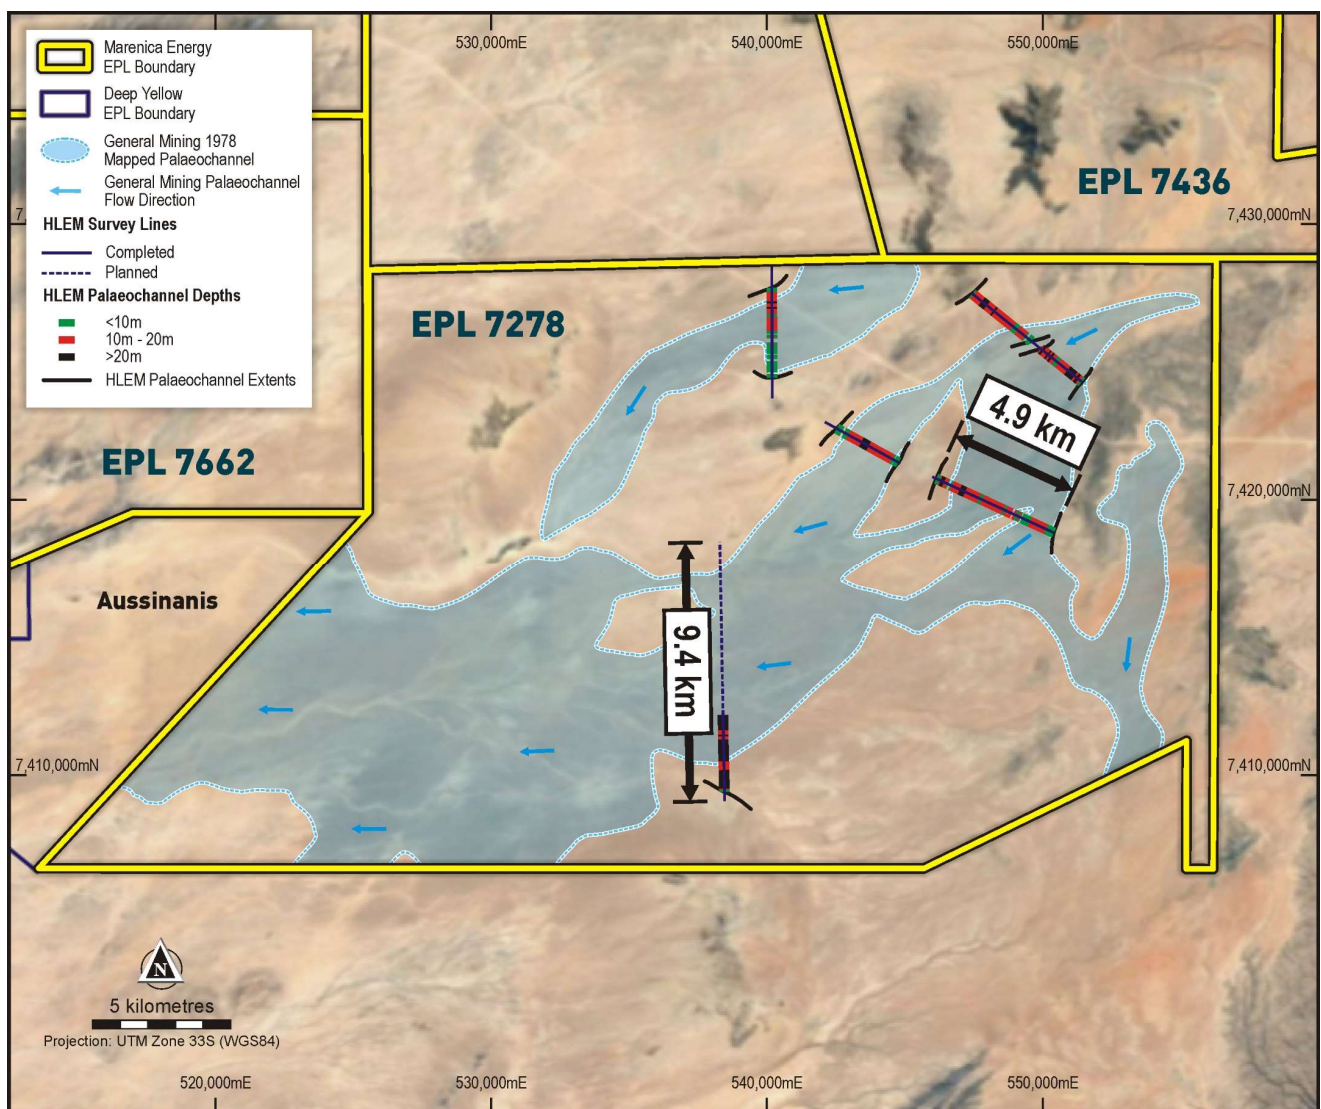 530,000mE
540,000mE
550,000mE
Marenica Energy
EPL Boundary
Deep Yellow
EPL Boundary
General Mining 1978
Mapped Palaeochannel
General Mining Palaeochannel
Flow Direction
HLEM Survey Lines
Completed
Planned
HLEM Palaeochannel Depths
<10m
10m - 20m
>20m
HLEM Palaeochannel Extents
EPL 7436
7,430,000mN
EPL 7278
4.9 km
EPL 7662
7,420,000mN
Aussinanis
9.4 km
7,410,000mN
7,410,000mN
N
5 kilometres
Projection: UTM Zone 33S (WGS84)
520,000mE
530,000mE
540,000mE
550,000mE